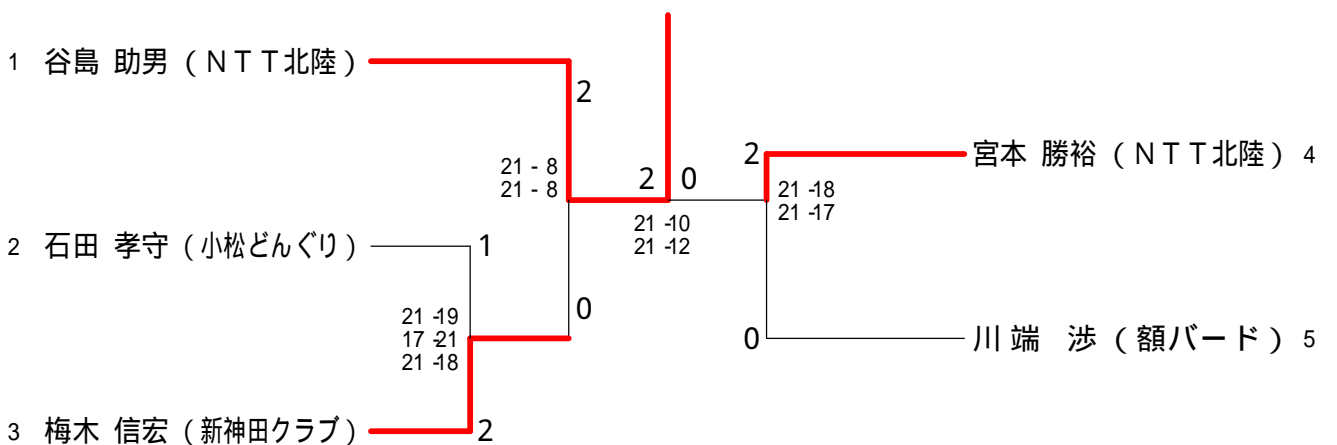 1 谷島 助男 (ＮＴＴ北陸)
2
宮本 勝裕 (ＮＴＴ北陸) 4
2
21 - 8
21 - 8
2 0
21 -18
21 -17
21 -10
21 -12
2 石田 孝守 (小松どんぐり)
1
0
21 -19
17 -21
21 -18
0
川端 渉 (額バード) 5
3 梅木 信宏 (新神田クラブ)
2